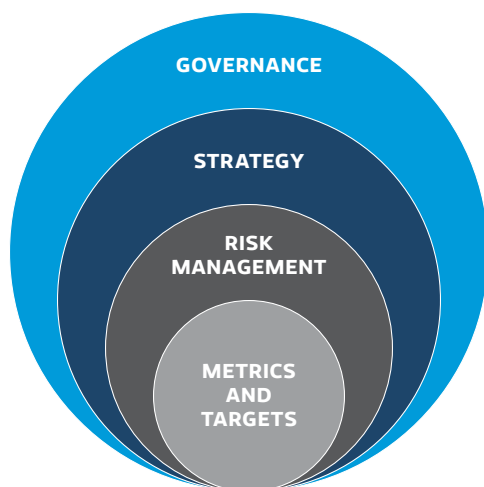 GOVERNANCE
STRATEGY
RISK
MANAGEMENT
METRICS
AND
TARGETS